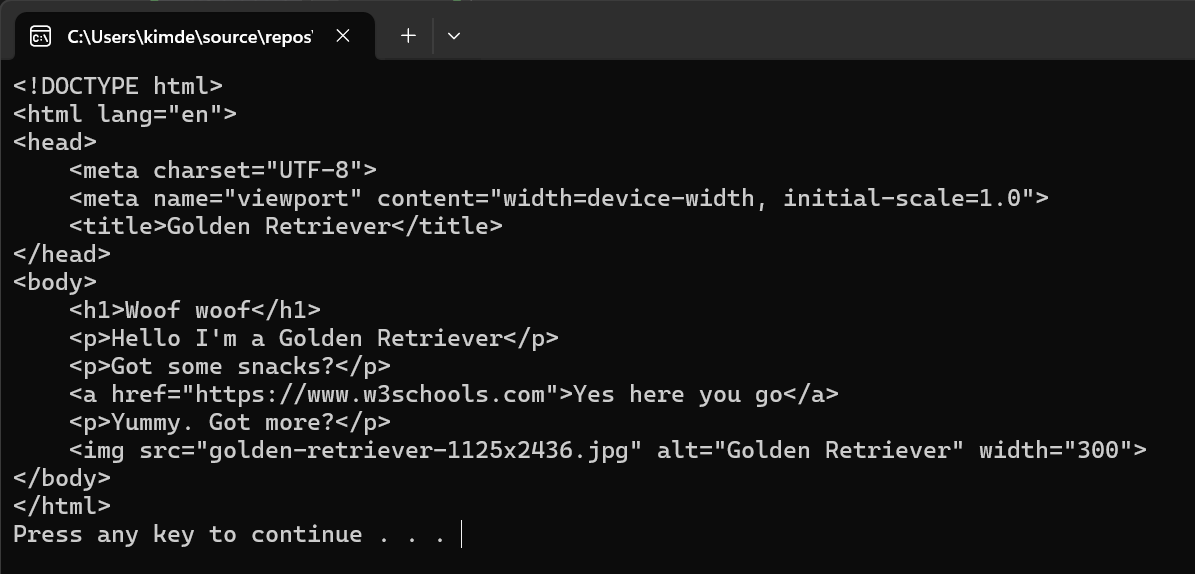 C:\Users\kimde\source\repos\
<!DOCTYPE html>
<html lang="en">
<head>
    <meta charset="UTF-8">
    <meta name="viewport" content="width=device-width, initial-scale=1.0">
    <title>Golden Retriever</title>
</head>
<body>
    <h1>Woof woof</h1>
    <p>Hello I'm a Golden Retriever</p>
    <p>Got some snacks?</p>
    <a href="https://www.w3schools.com">Yes here you go</a>
    <p>Yummy. Got more?</p>
    <img src="golden-retriever-1125x2436.jpg" alt="Golden Retriever" width="300">
</body>
</html>
Press any key to continue . . .